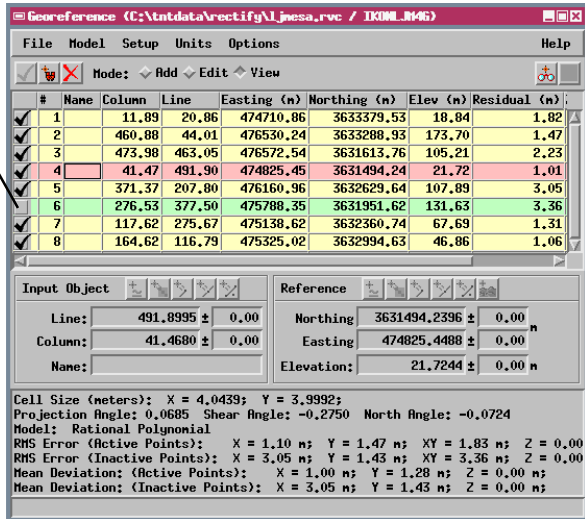 Georeference (C:\tntdata\rectify\ljmesa.rvc / IKONLJM4G)
File Model Setup Units Options Help
Mode: Add Edit View
# Name Column Line Easting (m) Northing (m) Elev (m) Residual (m)
1 11.89 20.86 474710.86 3633379.53 18.84 1.82
2 460.88 44.01 476530.24 3633288.93 173.70 1.47
3 473.98 463.05 476572.54 3631613.76 105.21 2.23
4 41.47 491.90 474825.45 3631494.24 21.72 1.01
5 371.37 207.80 476160.96 3632629.64 107.89 3.05
6 276.53 377.50 475788.35 3631951.62 131.63 3.36
7 117.62 275.67 475138.62 3632360.74 67.69 1.31
8 164.62 116.79 475325.02 3632994.63 46.86 1.06
Input Object Reference
Line: 491.8995 ± 0.00 Northing 3631494.2396 ± 0.00 m
Column: 41.4680 ± 0.00 Easting 474825.4488 ± 0.00
Name: Elevation: 21.7244 ± 0.00 m
Cell Size (meters): X = 4.0439; Y = 3.9992;
Projection Angle: 0.0685 Shear Angle: -0.2750 North Angle: -0.0724
Model: Rational Polynomial
RMS Error (Active Points): X = 1.10 m; Y = 1.47 m; XY = 1.83 m; Z = 0.00
RMS Error (Inactive Points): X = 3.05 m; Y = 1.43 m; XY = 3.36 m; Z = 0.00
Mean Deviation: (Active Points): X = 1.00 m; Y = 1.28 m; Z = 0.00 m;
Mean Deviation: (Inactive Points): X = 3.05 m; Y = 1.43 m; Z = 0.00 m;